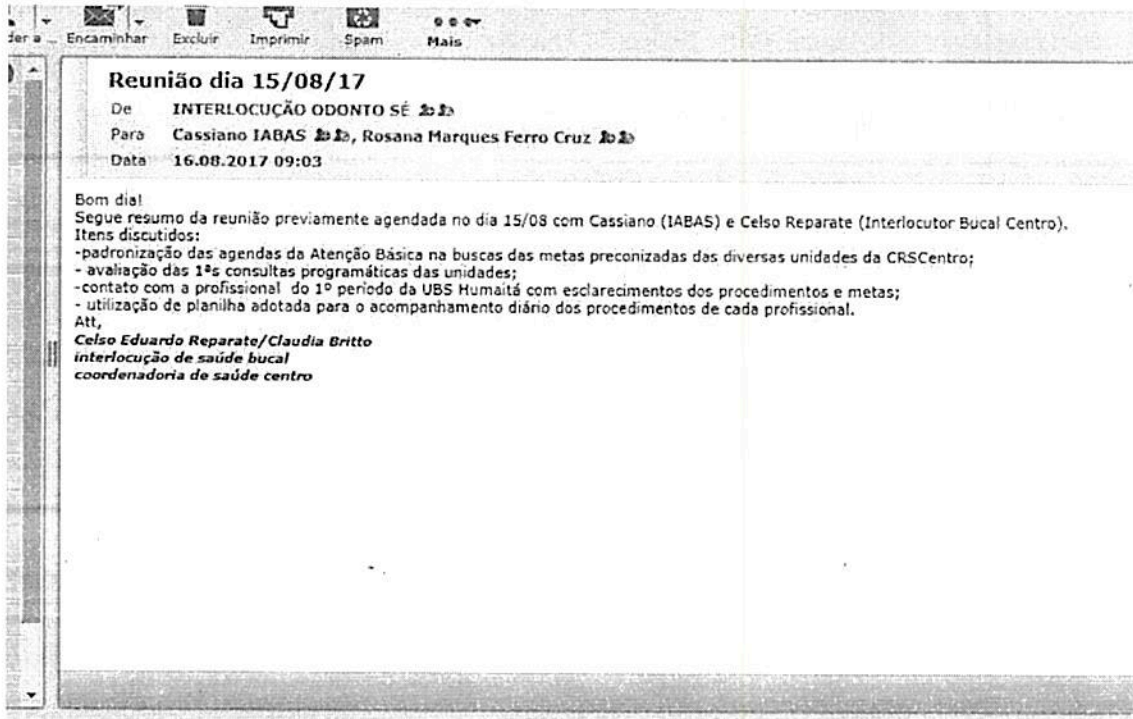 der a ... Encaminhar Excluir Imprimir Spam Mais
Reunião dia 15/08/17
De INTERLOCUÇÃO ODONTO SÉ
Para Cassiano IABAS, Rosana Marques Ferro Cruz
Data 16.08.2017 09:03
Bom dia!
Segue resumo da reunião previamente agendada no dia 15/08 com Cassiano (IABAS) e Celso Reparate (Interlocutor Bucal Centro).
Itens discutidos:
-padronização das agendas da Atenção Básica na buscas das metas preconizadas das diversas unidades da CRSCentro;
- avaliação das 1ªs consultas programáticas das unidades;
-contato com a profissional do 1º período da UBS Humaitá com esclarecimentos dos procedimentos e metas;
- utilização de planilha adotada para o acompanhamento diário dos procedimentos de cada profissional.
Att,
Celso Eduardo Reparate/Claudia Britto
interlocução de saúde bucal
coordenadoria de saúde centro